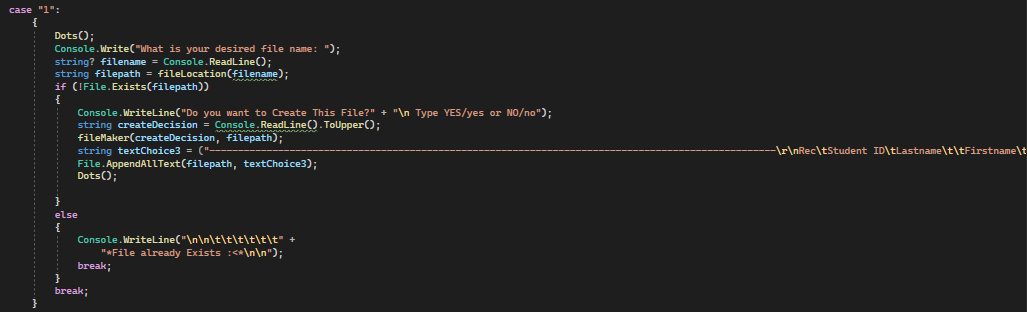 case "1":
{
Dots();
Console.Write("What is your desired file name: ");
string? filename = Console.ReadLine();
string filepath = fileLocation(filename);
if (!File.Exists(filepath))
{
Console.WriteLine("Do you want to Create This File?" + "\n Type YES/yes or NO/no");
string createDecision = Console.ReadLine().ToUpper();
fileMaker(createDecision, filepath);
string textChoice3 = ("----------------------------------------------------------------------------------------------------\r\nRec\tStudent ID\tLastname\t\tFirstname\t
File.AppendAllText(filepath, textChoice3);
Dots();
}
else
{
Console.WriteLine("\n\n\t\t\t\t\t\t" +
"*File already Exists :<*\n\n");
break;
}
break;
}